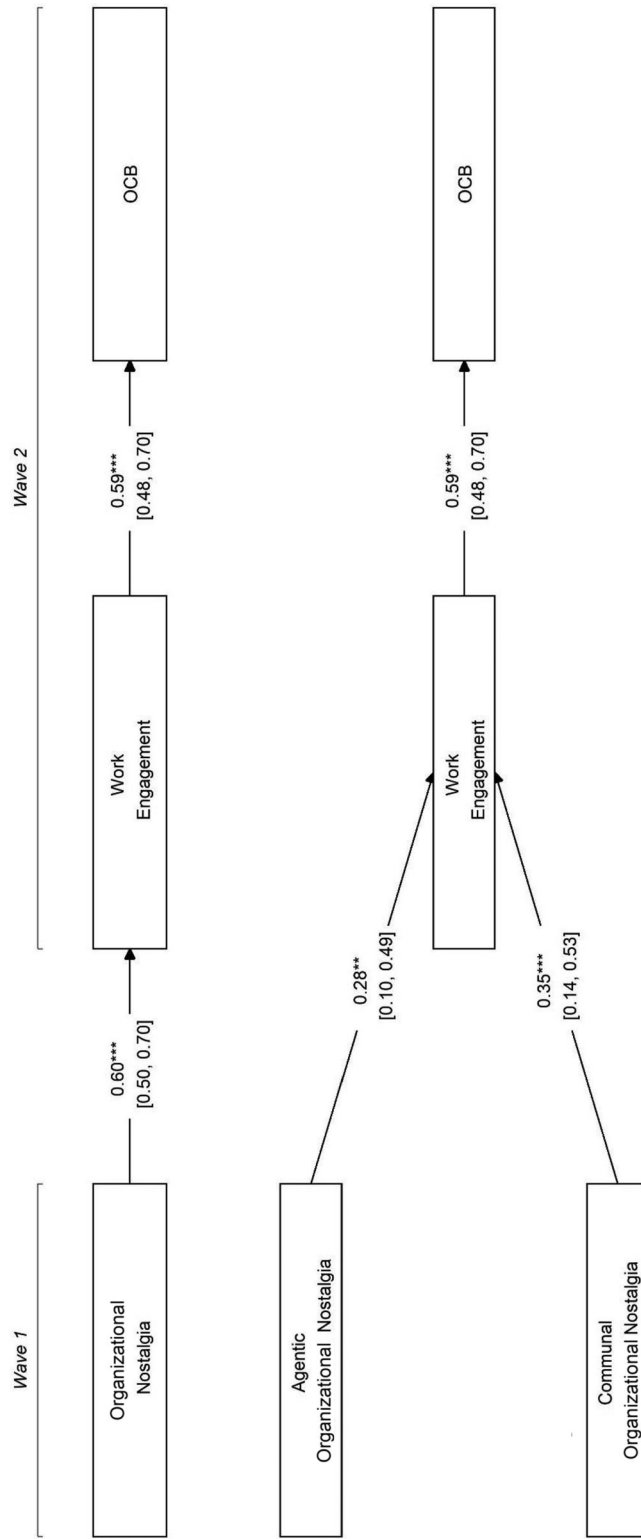 Wave 1
Wave 2
Organizational
Nostalgia
0.60***
[0.50, 0.70]
Work
Engagement
0.59***
[0.48, 0.70]
OCB
Agentic
Organizational Nostalgia
0.28**
[0.10, 0.49]
Communal
Organizational Nostalgia
0.35***
[0.14, 0.53]
Work
Engagement
0.59***
[0.48, 0.70]
OCB